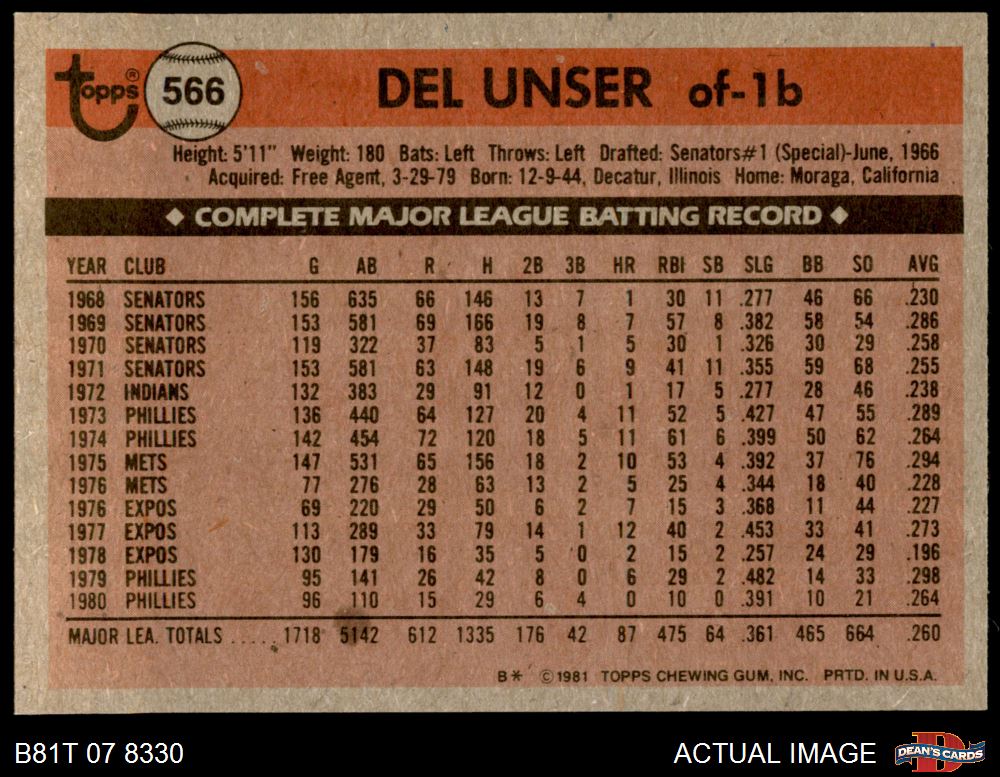 topps®
566
DEL UNSER of-1b
Height: 5'11" Weight: 180 Bats: Left Throws: Left Drafted: Senators#1 (Special)-June, 1966
Acquired: Free Agent, 3-29-79 Born: 12-9-44, Decatur, Illinois Home: Moraga, California
◆ COMPLETE MAJOR LEAGUE BATTING RECORD ◆
YEAR CLUB G AB R H 2B 3B HR RBI SB SLG BB SO AVG
1968 SENATORS 156 635 66 146 13 7 1 30 11 .277 46 66 .230
1969 SENATORS 153 581 69 166 19 8 7 57 8 .382 58 54 .286
1970 SENATORS 119 322 37 83 5 1 5 30 1 .326 30 29 .258
1971 SENATORS 153 581 63 148 19 6 9 41 11 .355 59 68 .255
1972 INDIANS 132 383 29 91 12 0 1 17 5 .277 28 46 .238
1973 PHILLIES 136 440 64 127 20 4 11 52 5 .427 47 55 .289
1974 PHILLIES 142 454 72 120 18 5 11 61 6 .399 50 62 .264
1975 METS 147 531 65 156 18 2 10 53 4 .392 37 76 .294
1976 METS 77 276 28 63 13 2 5 25 4 .344 18 40 .228
1976 EXPOS 69 220 29 50 6 2 7 15 3 .368 11 44 .227
1977 EXPOS 113 289 33 79 14 1 12 40 2 .453 33 41 .273
1978 EXPOS 130 179 16 35 5 0 2 15 2 .257 24 29 .196
1979 PHILLIES 95 141 26 42 8 0 6 29 2 .482 14 33 .298
1980 PHILLIES 96 110 15 29 6 4 0 10 0 .391 10 21 .264
MAJOR LEA. TOTALS ..... 1718 5142 612 1335 176 42 87 475 64 .361 465 664 .260
B* ©1981 TOPPS CHEWING GUM, INC. PRTD. IN U.S.A.
B81T 07 8330
ACTUAL IMAGE
DEAN'S CARDS